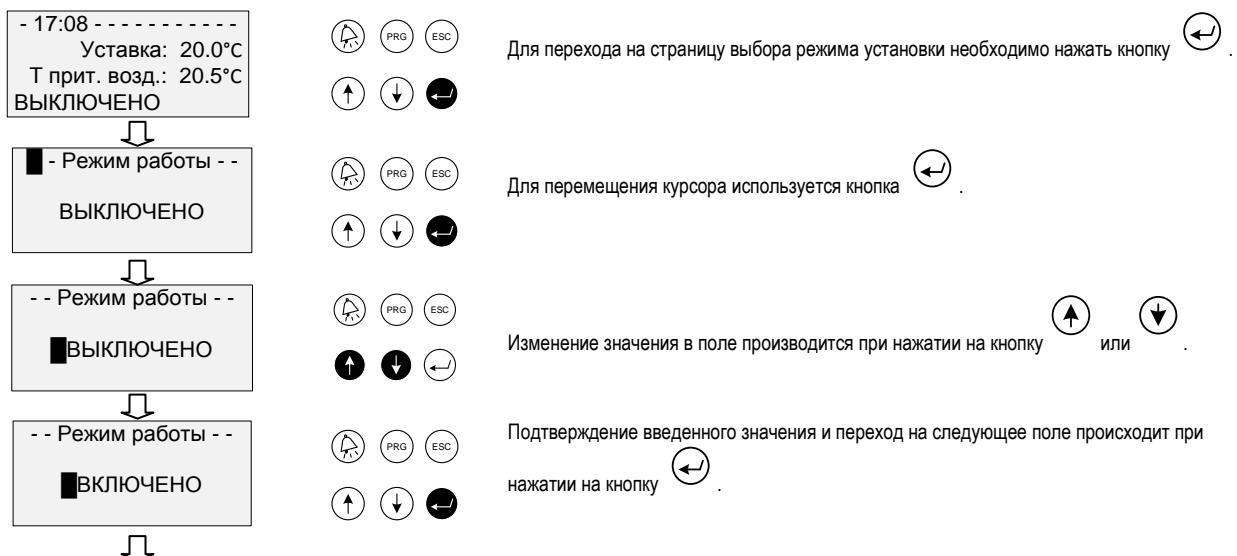 - 17:08 - - - - - - - - - - -
Уставка: 20.0°C
Т прит. возд.: 20.5°C
ВЫКЛЮЧЕНО
PRG ESC
Для перехода на страницу выбора режима установки необходимо нажать кнопку .
- Режим работы - -
ВЫКЛЮЧЕНО
PRG ESC
Для перемещения курсора используется кнопка .
- - Режим работы - -
ВЫКЛЮЧЕНО
PRG ESC
Изменение значения в поле производится при нажатии на кнопку или .
- - Режим работы - -
ВКЛЮЧЕНО
PRG ESC
Подтверждение введенного значения и переход на следующее поле происходит при
нажатии на кнопку .